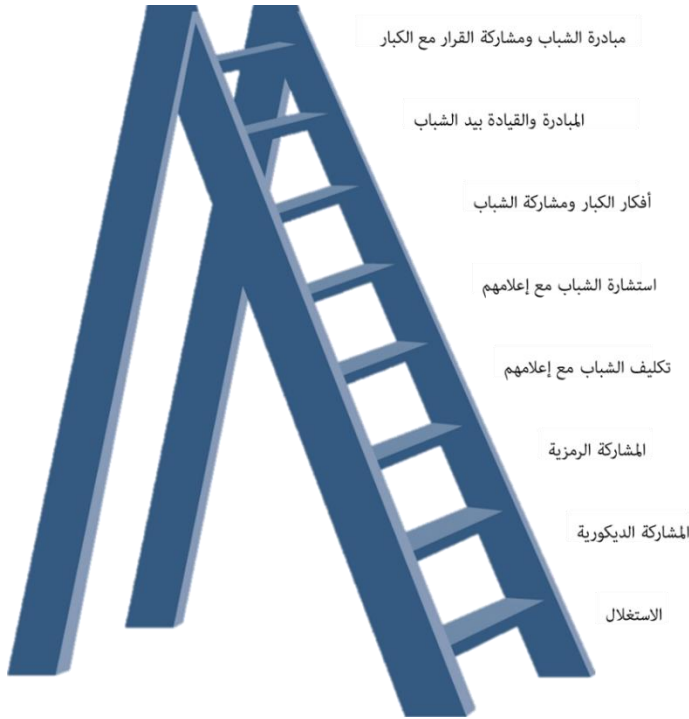 مبادرة الشباب ومشاركة القرار مع الكبار
المبادرة والقيادة بيد الشباب
أفكار الكبار ومشاركة الشباب
استشارة الشباب مع إعلامهم
تكليف الشباب مع إعلامهم
المشاركة الرمزية
المشاركة الديكورية
الاستغلال